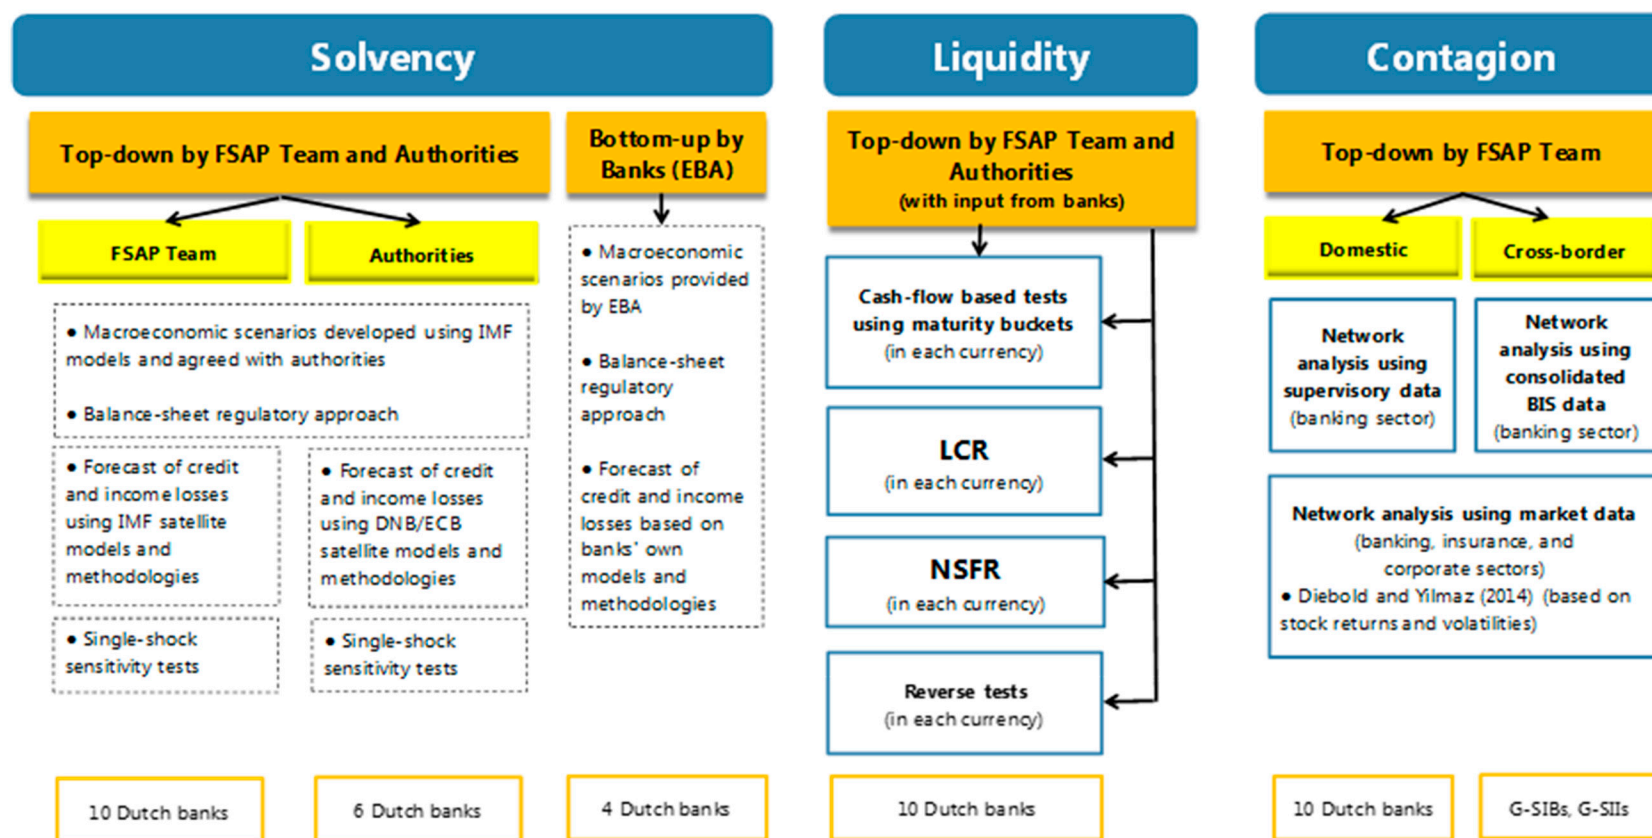 Solvency
Top-down by FSAP Team and Authorities
FSAP Team
Authorities
● Macroeconomic scenarios developed using IMF
models and agreed with authorities
● Balance-sheet regulatory approach
● Forecast of credit
and income losses
using IMF satellite
models and
methodologies
● Forecast of credit
and income losses
using DNB/ECB
satellite models and
methodologies
● Single-shock
sensitivity tests
● Single-shock
sensitivity tests
10 Dutch banks
6 Dutch banks
Bottom-up by
Banks (EBA)
● Macroeconomic
scenarios provided
by EBA
● Balance-sheet
regulatory
approach
● Forecast of
credit and income
losses based on
banks' own
models and
methodologies
4 Dutch banks
Liquidity
Top-down by FSAP Team and
Authorities
(with input from banks)
Cash-flow based tests
using maturity buckets
(in each currency)
LCR
(in each currency)
NSFR
(in each currency)
Reverse tests
(in each currency)
10 Dutch banks
Contagion
Top-down by FSAP Team
Domestic
Cross-border
Network
analysis using
supervisory data
(banking sector)
Network
analysis using
consolidated
BIS data
(banking sector)
Network analysis using market data
(banking, insurance, and
corporate sectors)
● Diebold and Yilmaz (2014) (based on
stock returns and volatilities)
10 Dutch banks
G-SIBs, G-SIIs